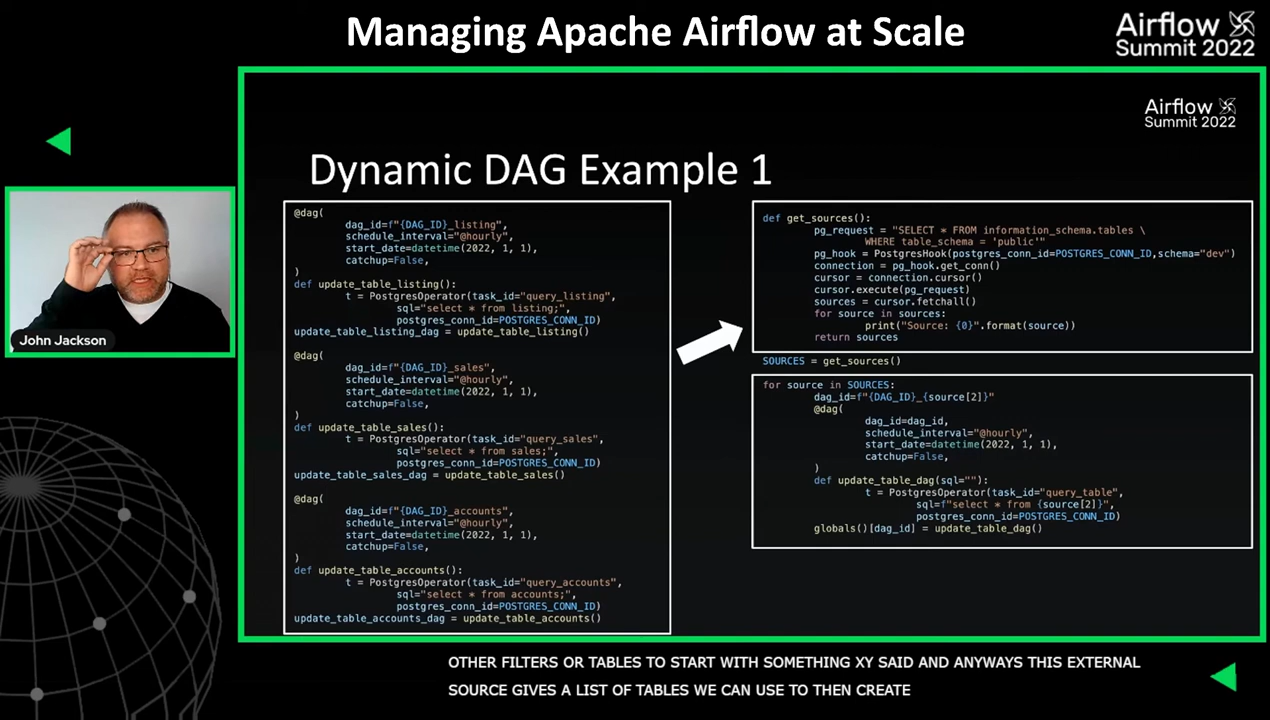 Managing Apache Airflow at Scale
Airflow
Summit 2022
Airflow
Summit 2022
Dynamic DAG Example 1
@dag(
dag_id=f"{DAG_ID}_listing",
schedule_interval="@hourly",
start_date=datetime(2022, 1, 1),
catchup=False,
)
def update_table_listing():
t = PostgresOperator(task_id="query_listing",
sql="select * from listing;",
postgres_conn_id=POSTGRES_CONN_ID)
update_table_listing_dag = update_table_listing()
@dag(
dag_id=f"{DAG_ID}_sales",
schedule_interval="@hourly",
start_date=datetime(2022, 1, 1),
catchup=False,
)
def update_table_sales():
t = PostgresOperator(task_id="query_sales",
sql="select * from sales;",
postgres_conn_id=POSTGRES_CONN_ID)
update_table_sales_dag = update_table_sales()
@dag(
dag_id=f"{DAG_ID}_accounts",
schedule_interval="@hourly",
start_date=datetime(2022, 1, 1),
catchup=False,
)
def update_table_accounts():
t = PostgresOperator(task_id="query_accounts",
sql="select * from accounts;",
postgres_conn_id=POSTGRES_CONN_ID)
update_table_accounts_dag = update_table_accounts()
def get_sources():
pg_request = "SELECT * FROM information_schema.tables \
WHERE table_schema = 'public'"
pg_hook = PostgresHook(postgres_conn_id=POSTGRES_CONN_ID,schema="dev")
connection = pg_hook.get_conn()
cursor = connection.cursor()
cursor.execute(pg_request)
sources = cursor.fetchall()
for source in sources:
print("Source: {0}".format(source))
return sources
SOURCES = get_sources()
for source in SOURCES:
dag_id=f"{DAG_ID}_{source[2]}"
@dag(
dag_id=dag_id,
schedule_interval="@hourly",
start_date=datetime(2022, 1, 1),
catchup=False,
)
def update_table_dag(sql=""):
t = PostgresOperator(task_id="query_table",
sql=f"select * from {source[2]}",
postgres_conn_id=POSTGRES_CONN_ID)
globals()[dag_id] = update_table_dag()
John Jackson
OTHER FILTERS OR TABLES TO START WITH SOMETHING XY SAID AND ANYWAYS THIS EXTERNAL
SOURCE GIVES A LIST OF TABLES WE CAN USE TO THEN CREATE